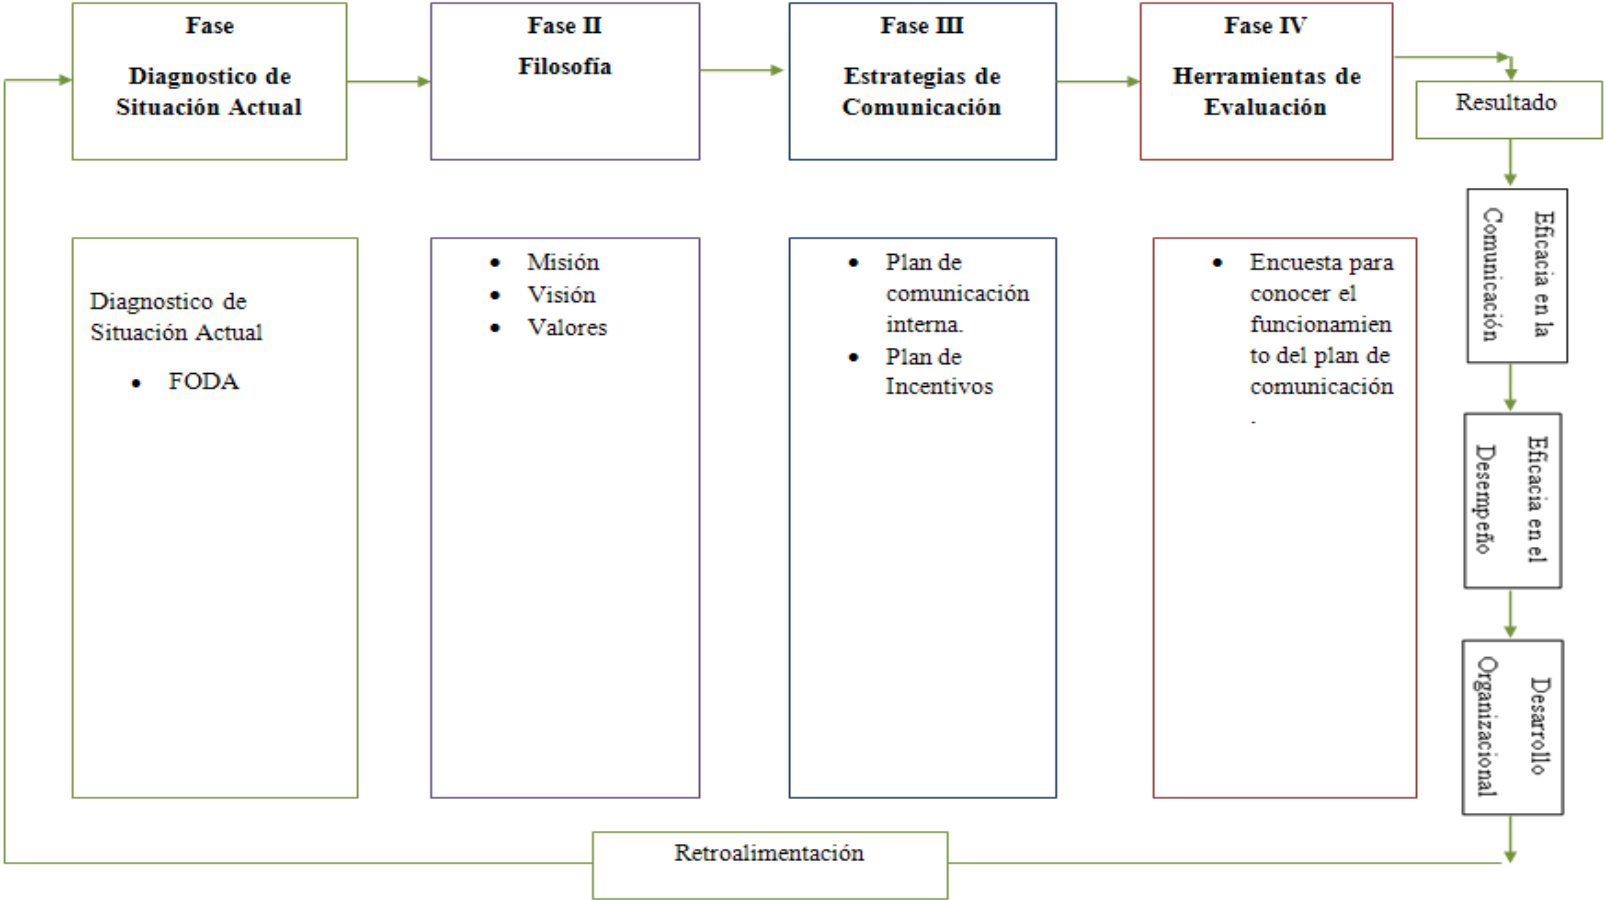 Fase
Diagnostico de
Situación Actual
Fase II
Filosofía
Fase III
Estrategias de
Comunicación
Fase IV
Herramientas de
Evaluación
Resultado
Diagnostico de
Situación Actual
• FODA
• Misión
• Visión
• Valores
• Plan de
comunicación
interna.
• Plan de
Incentivos
• Encuesta para
conocer el
funcionamien
to del plan de
comunicación
.
Eficacia en la
Comunicación
Eficacia en el
Desempeño
Desarrollo
Organizacional
Retroalimentación